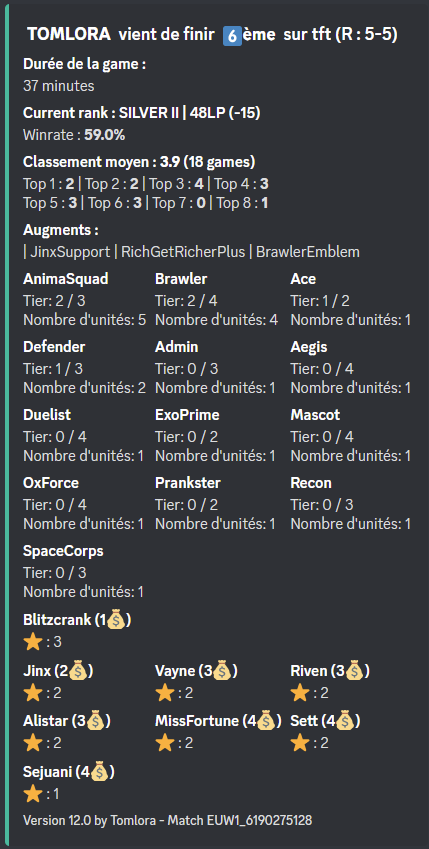 TOMLORA vient de finir 6ème sur tft (R : 5-5)
Durée de la game :
37 minutes
Current rank : SILVER II | 48LP (-15)
Winrate : 59.0%
Classement moyen : 3.9 (18 games)
Top 1 : 2 | Top 2 : 2 | Top 3 : 4 | Top 4 : 3
Top 5 : 3 | Top 6 : 3 | Top 7 : 0 | Top 8 : 1
Augments :
| JinxSupport | RichGetRicherPlus | BrawlerEmblem
AnimaSquad Brawler Ace
Tier: 2 / 3 Tier: 2 / 4 Tier: 1 / 2
Nombre d'unités: 5 Nombre d'unités: 4 Nombre d'unités: 1
Defender Admin Aegis
Tier: 1 / 3 Tier: 0 / 3 Tier: 0 / 4
Nombre d'unités: 2 Nombre d'unités: 1 Nombre d'unités: 1
Duelist ExoPrime Mascot
Tier: 0 / 4 Tier: 0 / 2 Tier: 0 / 4
Nombre d'unités: 1 Nombre d'unités: 1 Nombre d'unités: 1
OxForce Prankster Recon
Tier: 0 / 4 Tier: 0 / 2 Tier: 0 / 3
Nombre d'unités: 1 Nombre d'unités: 1 Nombre d'unités: 1
SpaceCorps
Tier: 0 / 3
Nombre d'unités: 1
Blitzcrank (1💰)
⭐ : 3
Jinx (2💰) Vayne (3💰) Riven (3💰)
⭐ : 2 ⭐ : 2 ⭐ : 2
Alistar (3💰) MissFortune (4💰) Sett (4💰)
⭐ : 2 ⭐ : 2 ⭐ : 2
Sejuani (4💰)
⭐ : 1
Version 12.0 by Tomlora - Match EUW1_6190275128